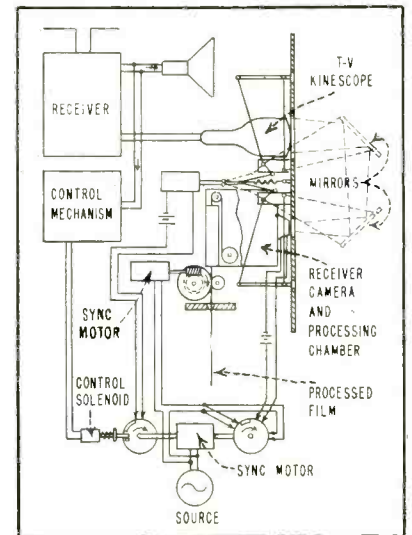 T-V
KINESCOPE
RECEIVER
CONTROL
MECHANISM
MIRRORS
RECEIVER
CAMERA
AND
PROCESSING
CHAMBER
SYNC
MOTOR
CONTROL
SOLENOID
PROCESSED
FILM
SYNC MOTOR
SOURCE